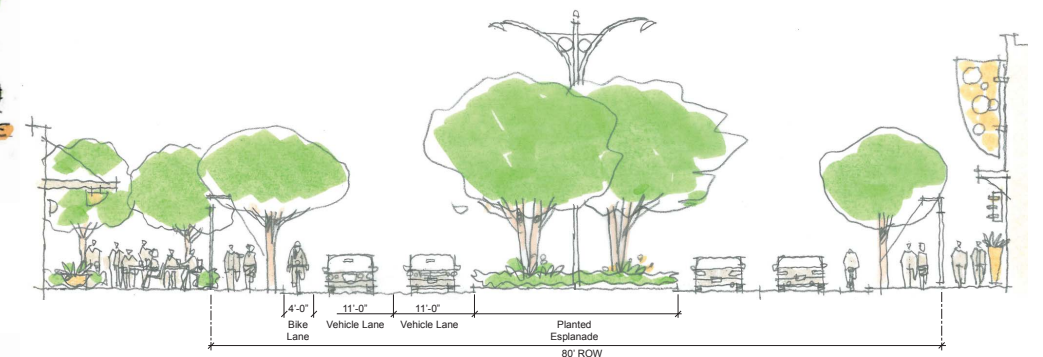 4'-0"
11'-0"
11'-0"
Bike
Lane
Vehicle Lane
Vehicle Lane
Planted
Esplanade
80' ROW